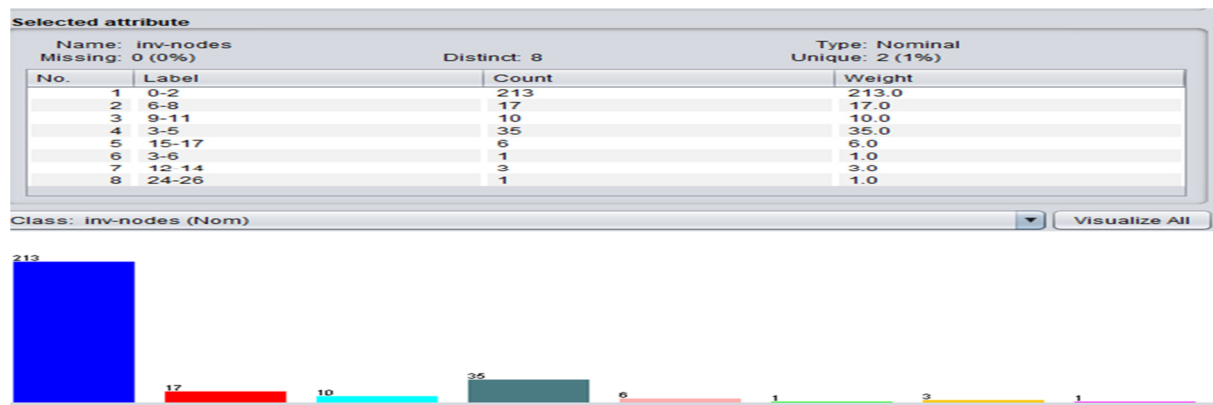 Selected attribute
Name: inv-nodes Type: Nominal
Missing: 0 (0%) Distinct: 8 Unique: 2 (1%)
No. Label Count Weight
1 0-2 213 213.0
2 6-8 17 17.0
3 9-11 10 10.0
4 3-5 35 35.0
5 15-17 6 6.0
6 3-6 1 1.0
7 12-14 3 3.0
8 24-26 1 1.0
Class: inv-nodes (Nom) Visualize All
213
17
10
35
6
1
3
1